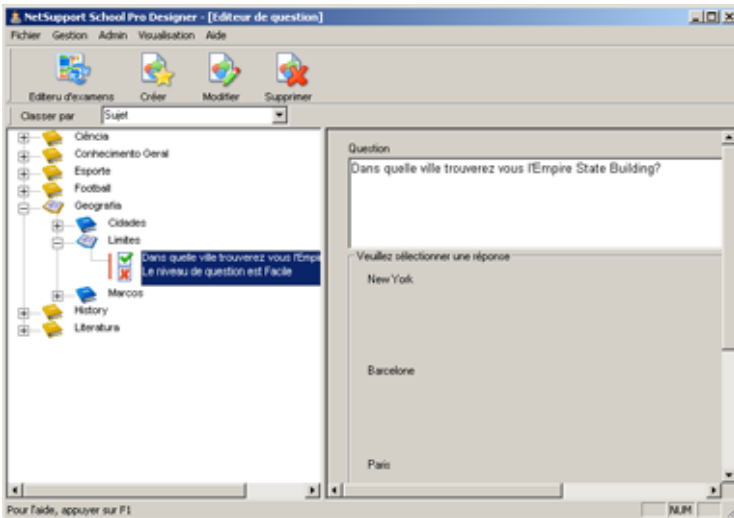 NetSupport School Pro Designer - [Editeur de question]
Fichier Gestion Admin Visualisation Aide
Editeru d'examens Créer Modifier Supprimer
Classer par Sujet
Ciência
Conhecimento Geral
Esporte
Football
Geografia
Cidades
Limites
Dans quelle ville trouverez vous l'Empi
Le niveau de question est Facile
Marcos
History
Literatura
Question
Dans quelle ville trouverez vous l'Empire State Building?
Veuillez sélectionner une réponse
New York
Barcelone
Paris
Pour l'aide, appuyer sur F1
NUM